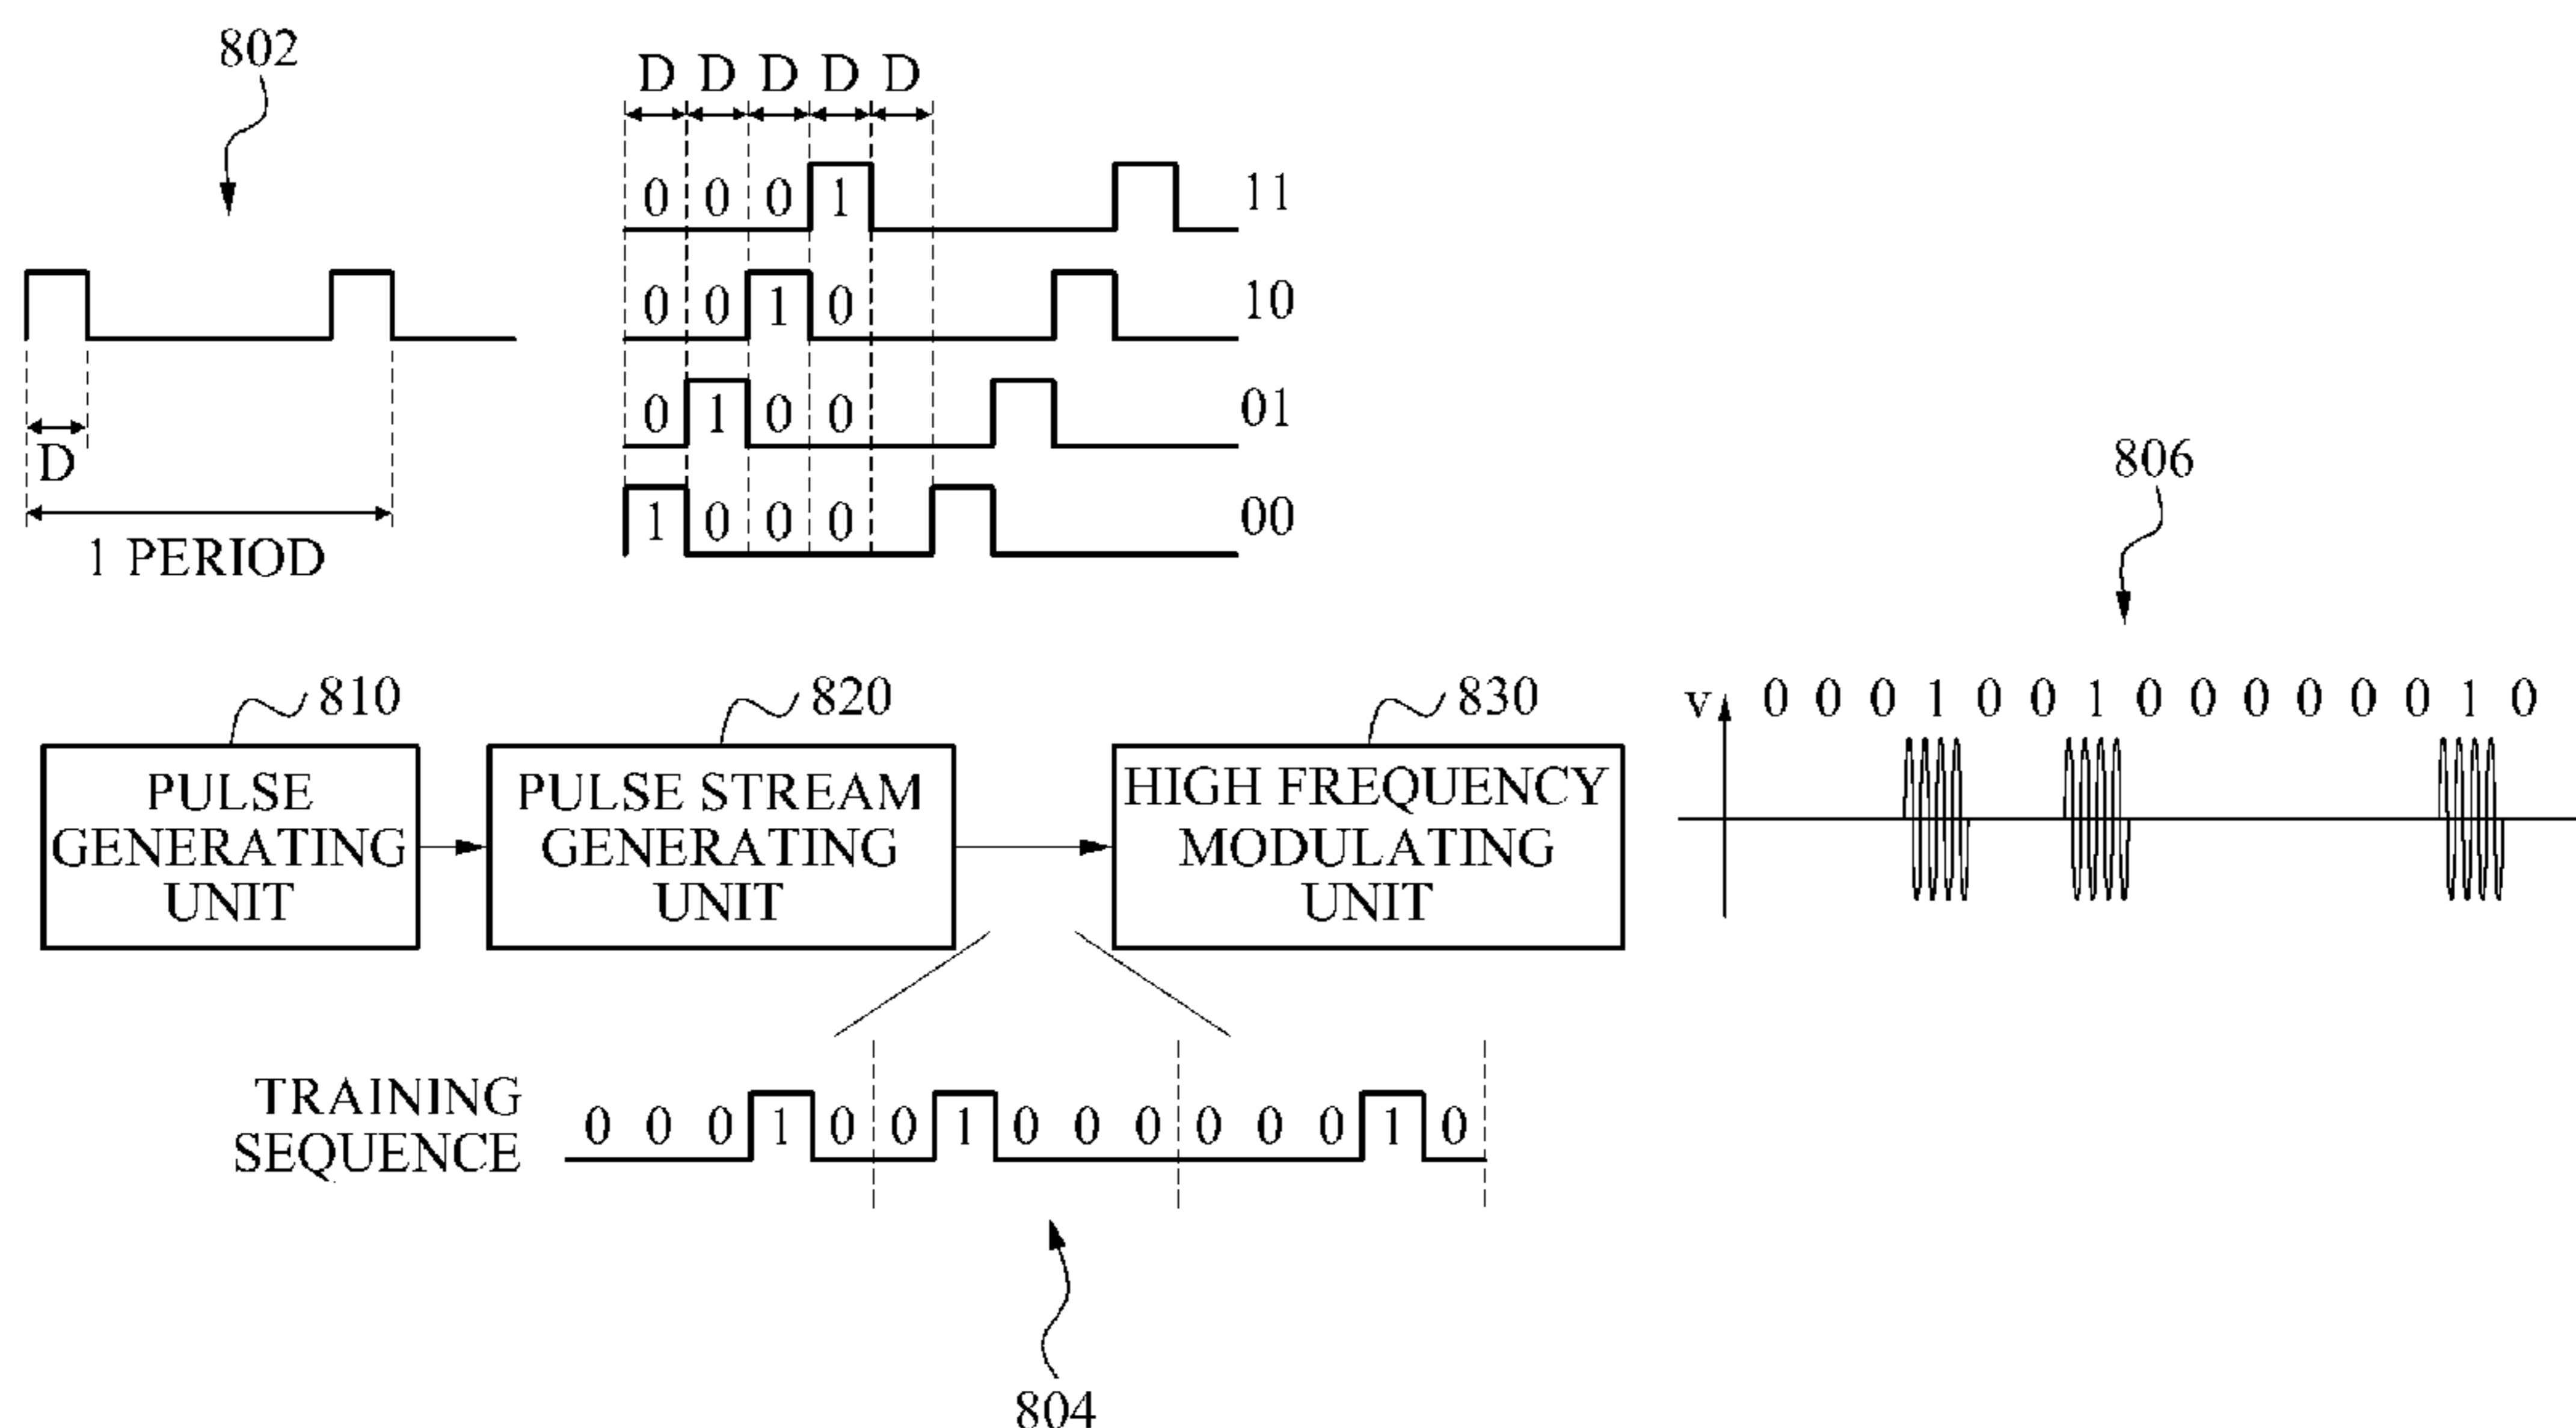 802
D D D D D
0 0 0 1 11
0 0 1 0 10
0 1 0 0 01
1 0 0 0 00
D
1 PERIOD
806
810
820
830
v 0 0 0 1 0 0 1 0 0 0 0 0 0 1 0
PULSE
GENERATING
UNIT
PULSE STREAM
GENERATING
UNIT
HIGH FREQUENCY
MODULATING
UNIT
TRAINING
SEQUENCE
0 0 0 1 0 0 1 0 0 0 0 0 0 1 0
804